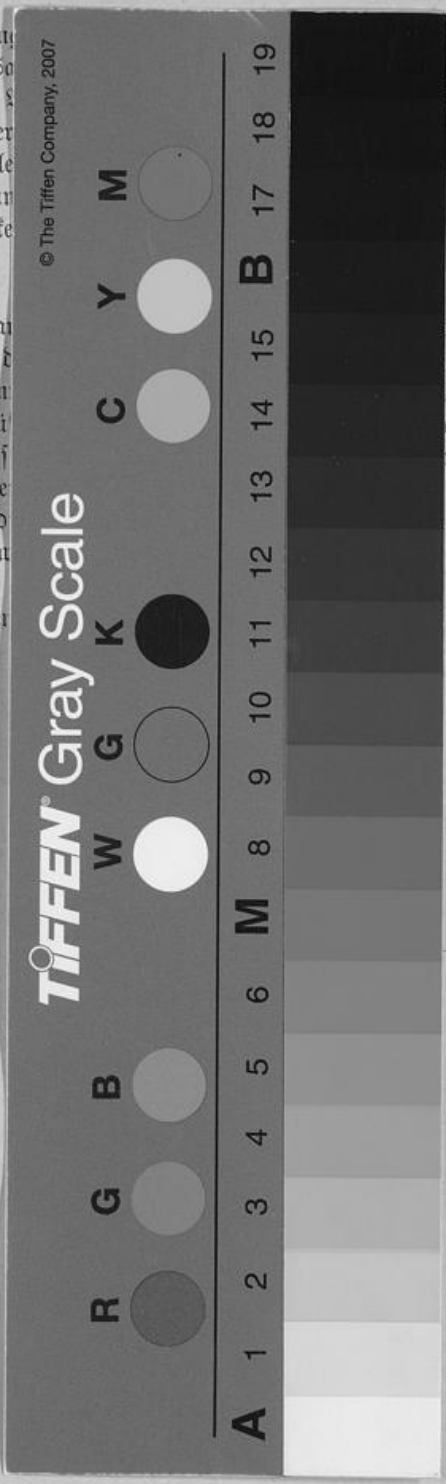 © The Tiffen Company, 2007
TIFFEN® Gray Scale
R G B W G K C Y M
A 1 2 3 4 5 6 M 8 9 10 11 12 13 14 15 B 17 18 19